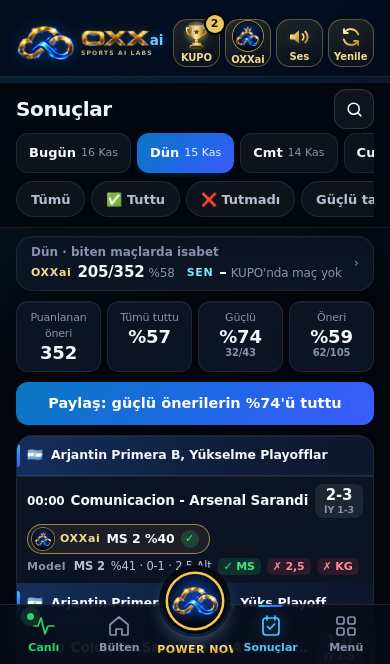 OXX ai
SPORTS AI LABS
2
KUPO
OXXai
Ses
Yenile
Sonuçlar
Bugün 16 Kas
Dün 15 Kas
Cmt 14 Kas
Cu
Tümü
✅ Tuttu
❌ Tutmadı
Güçlü ta
Dün · biten maçlarda isabet
OXXai 205/352 %58 SEN – KUPO'nda maç yok ›
Puanlanan öneri
352
Tümü tuttu
%57
Güçlü
%74
32/43
Öneri
%59
62/105
Paylaş: güçlü önerilerin %74'ü tuttu
Arjantin Primera B, Yükselme Playofflar
00:00 Comunicacion - Arsenal Sarandi 2-3
IY 1-3
OXXai MS 2 %40 ✓
Model MS 2 %41 · 0-1 · 2,5 Alt ✓ MS ✗ 2,5 ✗ KG
Arjantin Primer Yüks Playoff
Canlı
Bülten
POWER NOW
Sonuçlar
Menü